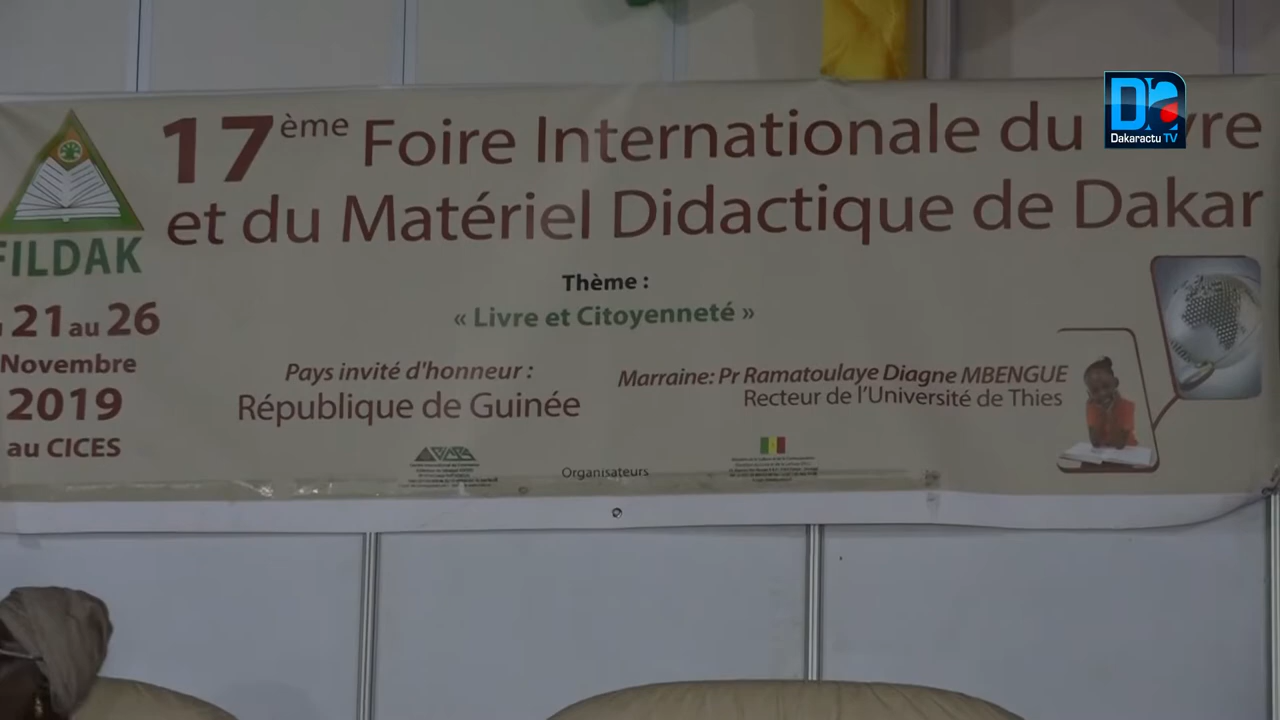 17ème Foire Internationale du vre
et du Matériel Didactique de Dakar
FILDAK
21 au 26
Novembre
2019
au CICES
Thème :
« Livre et Citoyenneté »
Pays invité d'honneur :
République de Guinée
Marraine: Pr Ramatoulaye Diagne MBENGUE
Recteur de l'Université de Thies
Organisateurs
Dakaractu TV